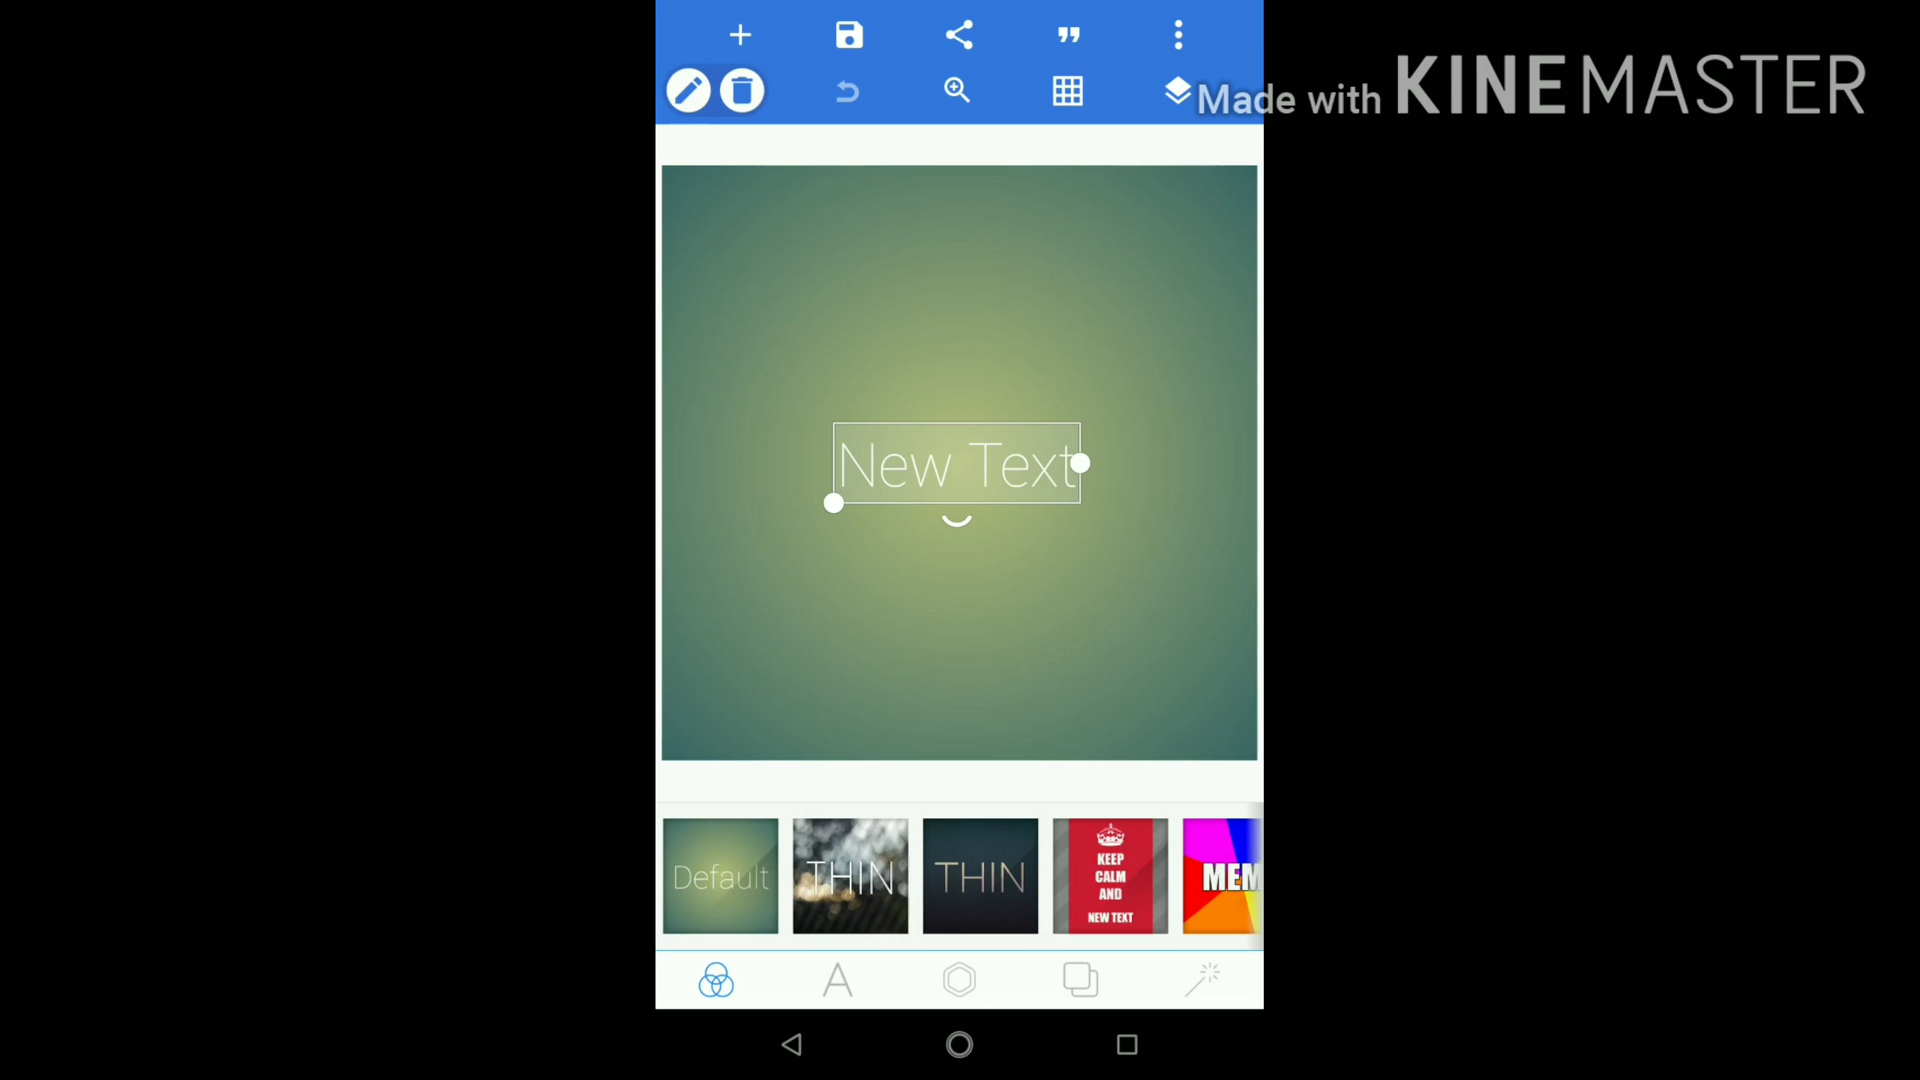 Made with KINEMASTER
New Text
Default
THIN
THIN
KEEP
CALM
AND
NEW TEXT
MEM